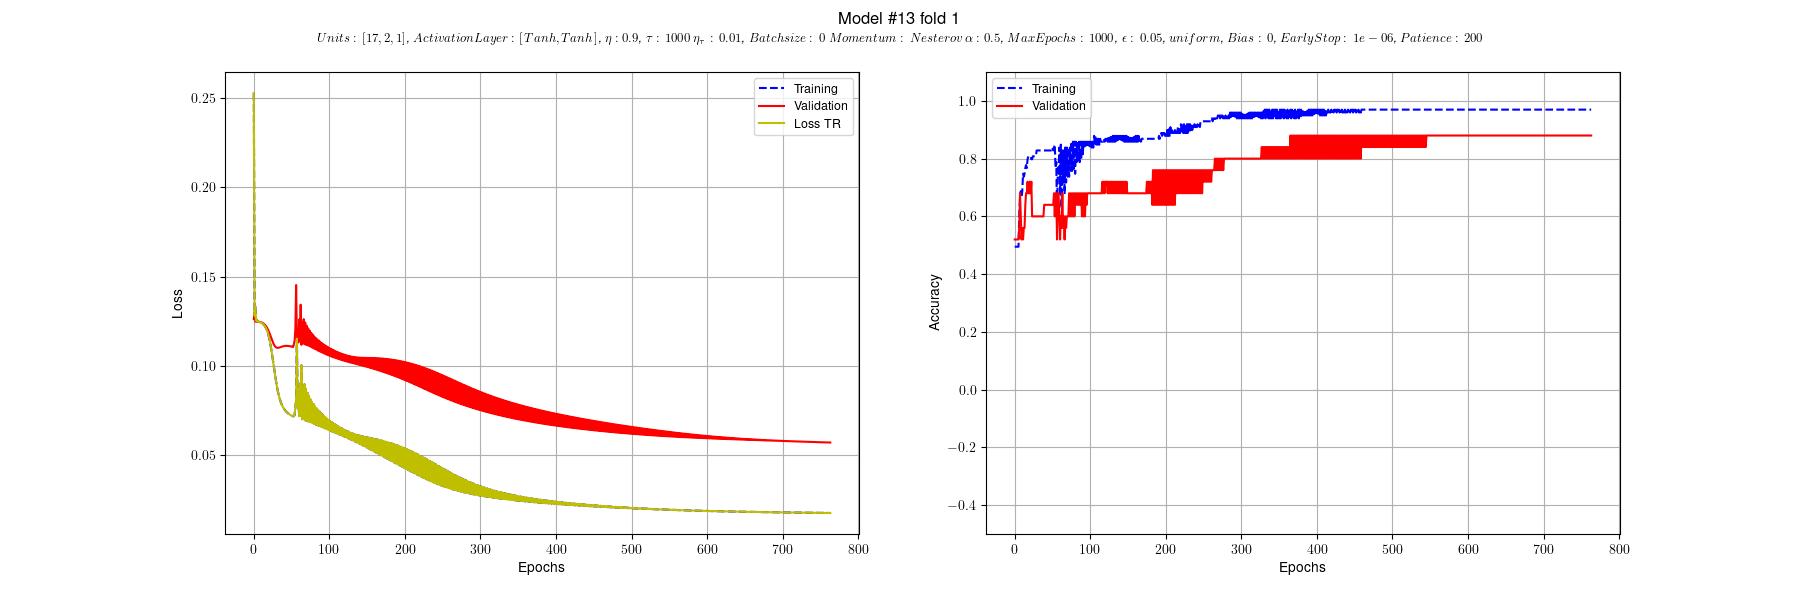 Model #13 fold 1
Units : [17, 2, 1], ActivationLayer : [Tanh, Tanh], η : 0.9, τ : 1000 η_τ : 0.01, Batchsize : 0 Momentum : Nesterov α : 0.5, MaxEpochs : 1000, ϵ : 0.05, uniform, Bias : 0, EarlyStop : 1e − 06, Patience : 200
Training
Validation
Loss TR
0.25
0.20
0.15
0.10
0.05
Loss
0 100 200 300 400 500 600 700 800
Epochs
Training
Validation
1.0
0.8
0.6
0.4
0.2
0.0
−0.2
−0.4
Accuracy
0 100 200 300 400 500 600 700 800
Epochs